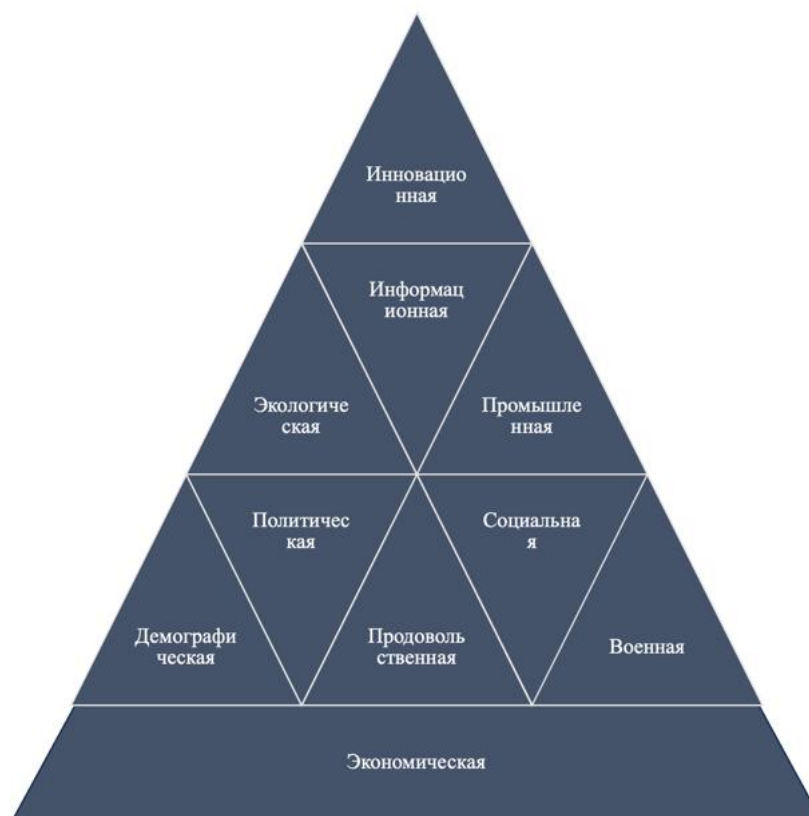 Инновацио
нная
Информац
ионная
Экологиче
ская
Промышле
нная
Политичес
кая
Социальна
я
Демографи
ческая
Продоволь
ственная
Военная
Экономическая